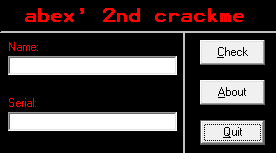 abex' 2nd crackme
Name:
Check
About
Serial:
Quit